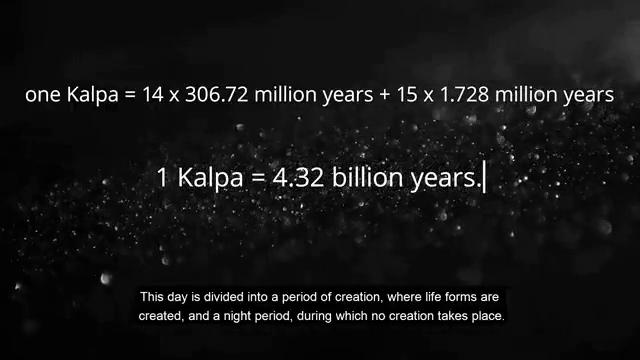 one Kalpa = 14 x 306.72 million years + 15 x 1.728 million years
1 Kalpa = 4.32 billion years.
This day is divided into a period of creation, where life forms are
created, and a night period, during which no creation takes place.